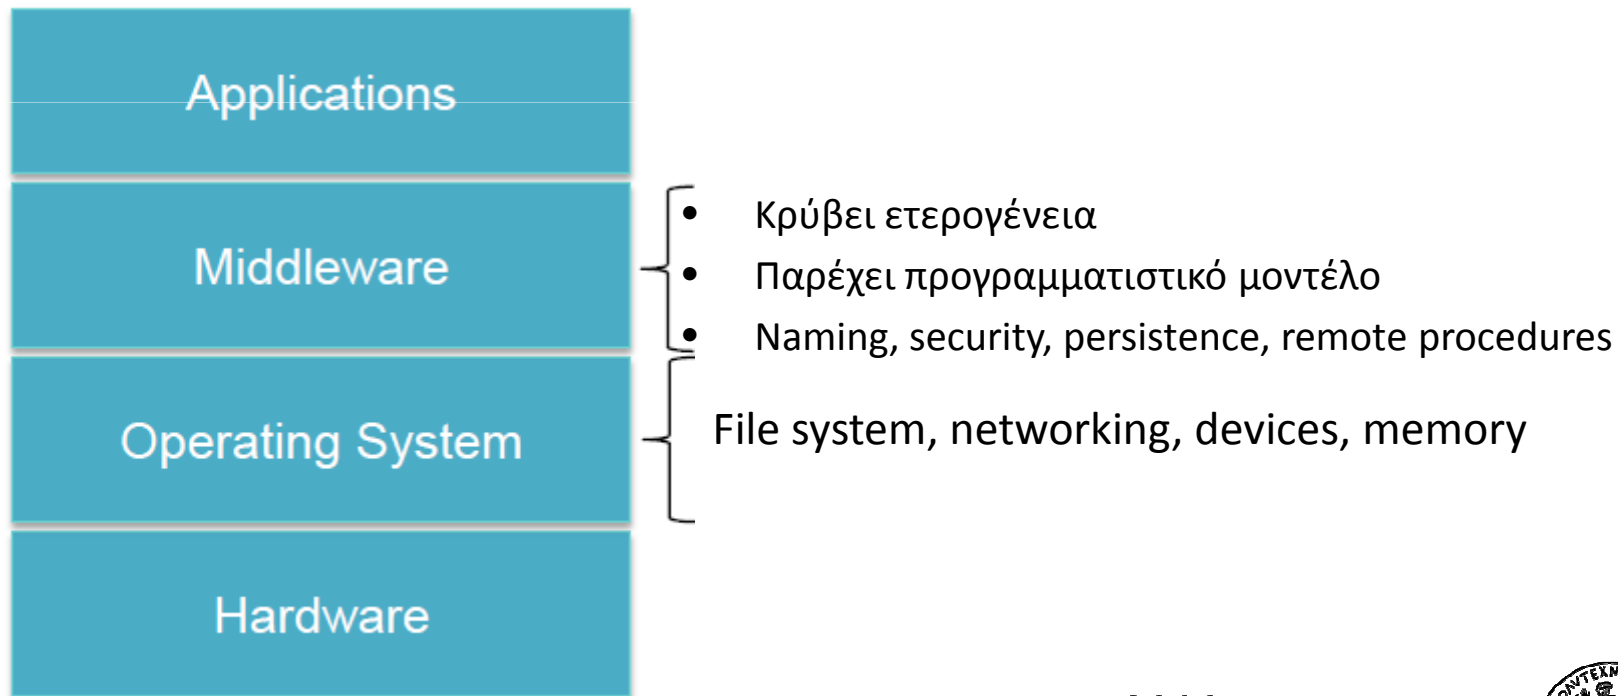 Applications
Middleware
• Κρύβει ετερογένεια
• Παρέχει προγραμματιστικό μοντέλο
• Naming, security, persistence, remote procedures
Operating System
File system, networking, devices, memory
Hardware